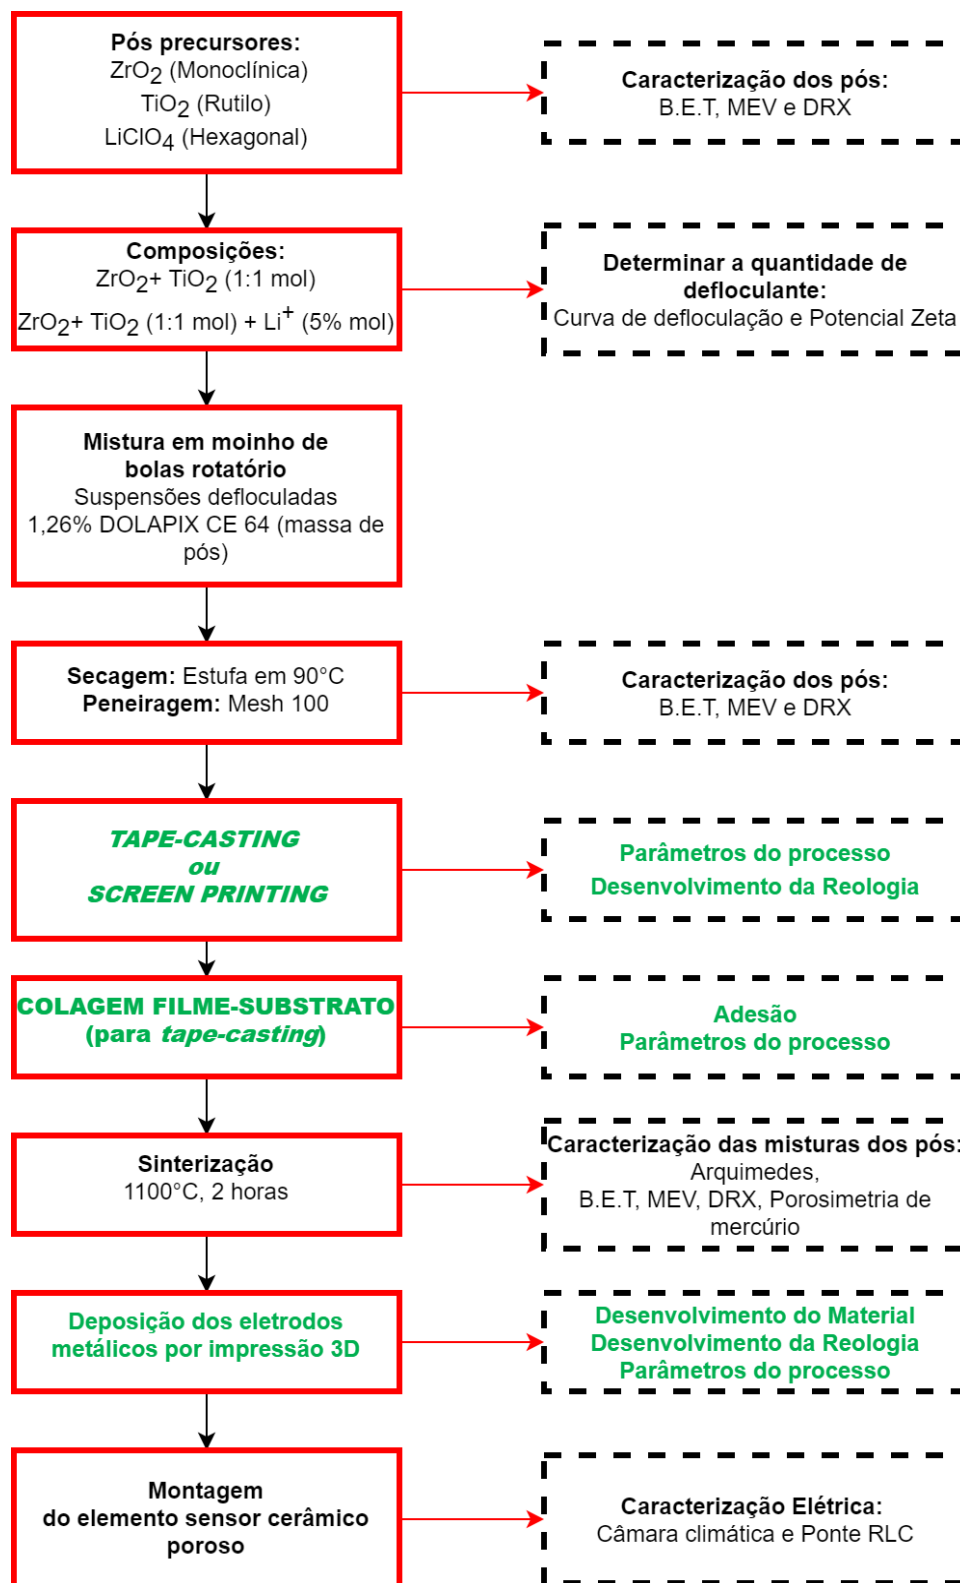 Pós precursores:
ZrO2 (Monoclínica)
TiO2 (Rutilo)
LiClO4 (Hexagonal)
Caracterização dos pós:
B.E.T, MEV e DRX
Composições:
ZrO2+ TiO2 (1:1 mol)
ZrO2+ TiO2 (1:1 mol) + Li+ (5% mol)
Determinar a quantidade de
defloculante:
Curva de defloculação e Potencial Zeta
Mistura em moinho de
bolas rotatório
Suspensões defloculadas
1,26% DOLAPIX CE 64 (massa de
pós)
Secagem: Estufa em 90°C
Peneiragem: Mesh 100
Caracterização dos pós:
B.E.T, MEV e DRX
TAPE-CASTING
ou
SCREEN PRINTING
Parâmetros do processo
Desenvolvimento da Reologia
COLAGEM FILME-SUBSTRATO
(para tape-casting)
Adesão
Parâmetros do processo
Sinterização
1100°C, 2 horas
Caracterização das misturas dos pós:
Arquimedes,
B.E.T, MEV, DRX, Porosimetria de
mercúrio
Deposição dos eletrodos
metálicos por impressão 3D
Desenvolvimento do Material
Desenvolvimento da Reologia
Parâmetros do processo
Montagem
do elemento sensor cerâmico
poroso
Caracterização Elétrica:
Câmara climática e Ponte RLC